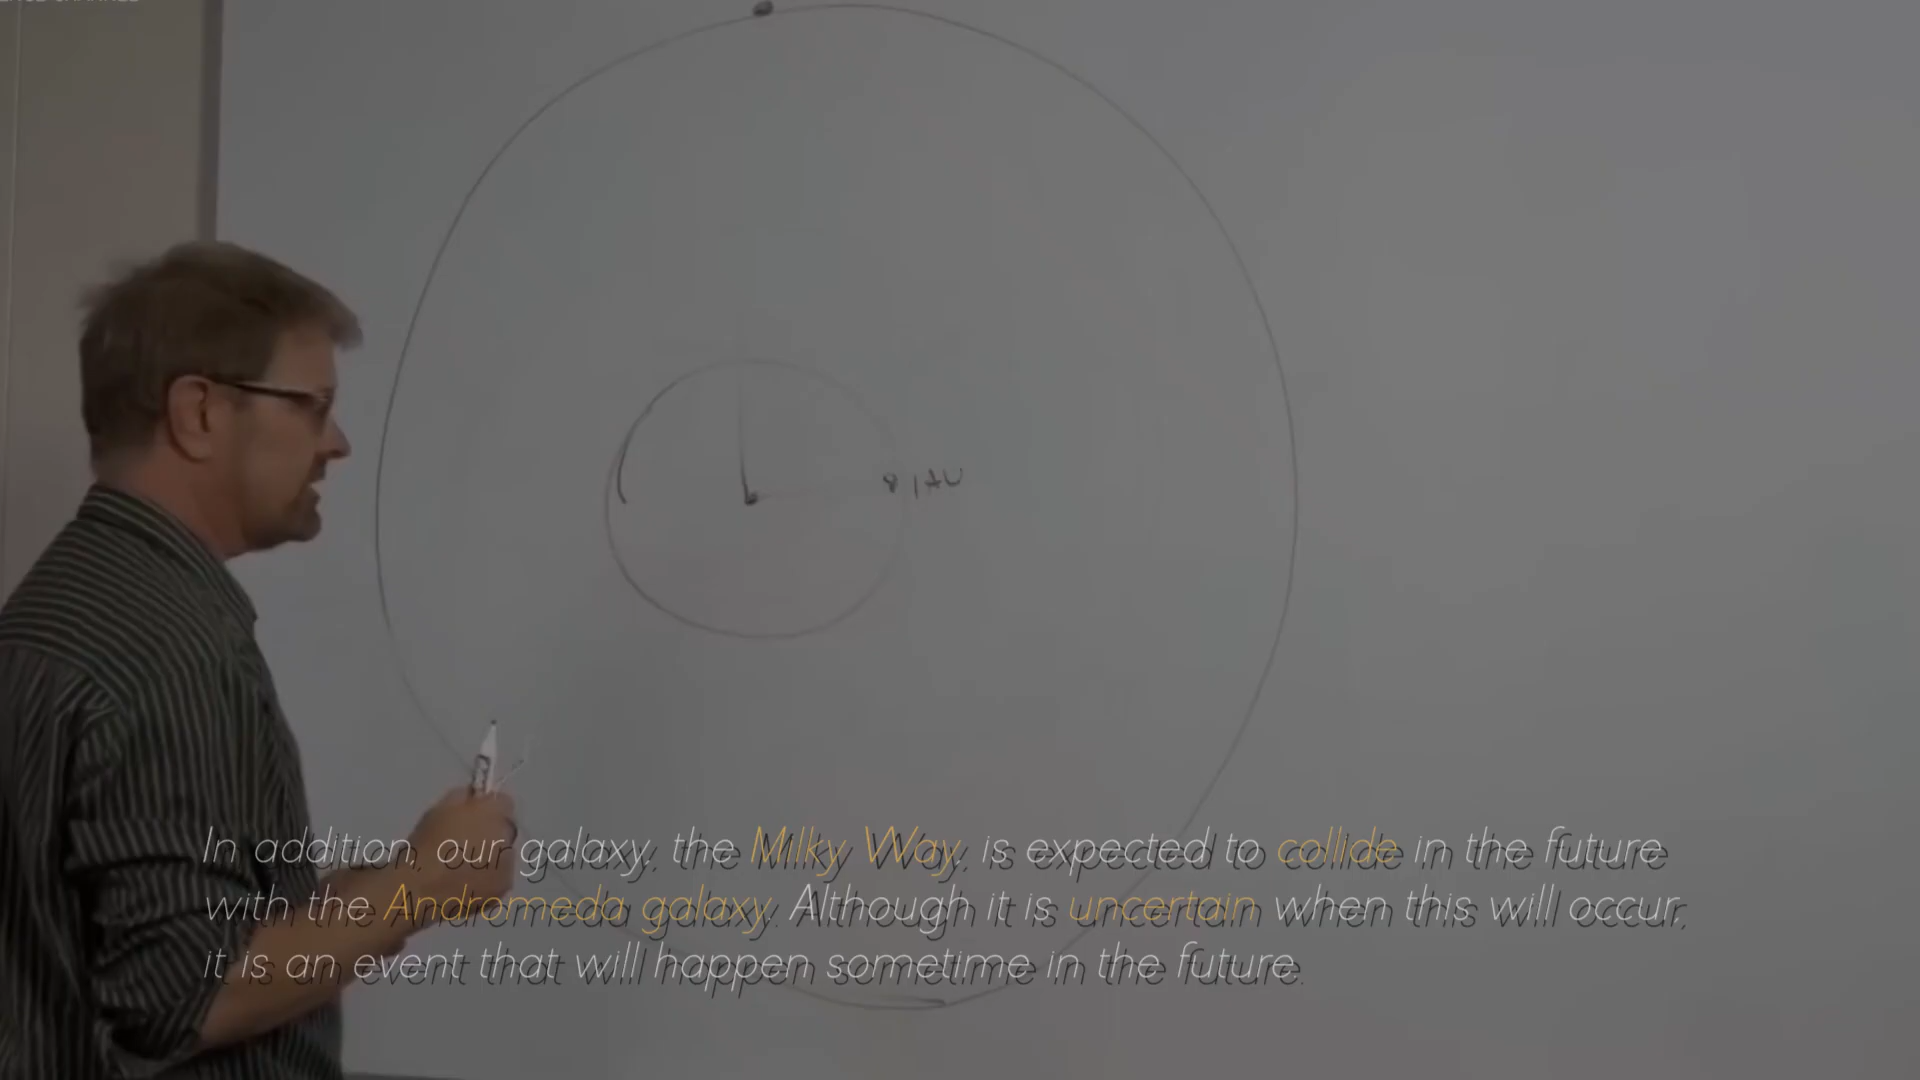 1AU
In addition, our galaxy, the Milky Way, is expected to collide in the future
with the Andromeda galaxy. Although it is uncertain when this will occur,
it is an event that will happen sometime in the future.